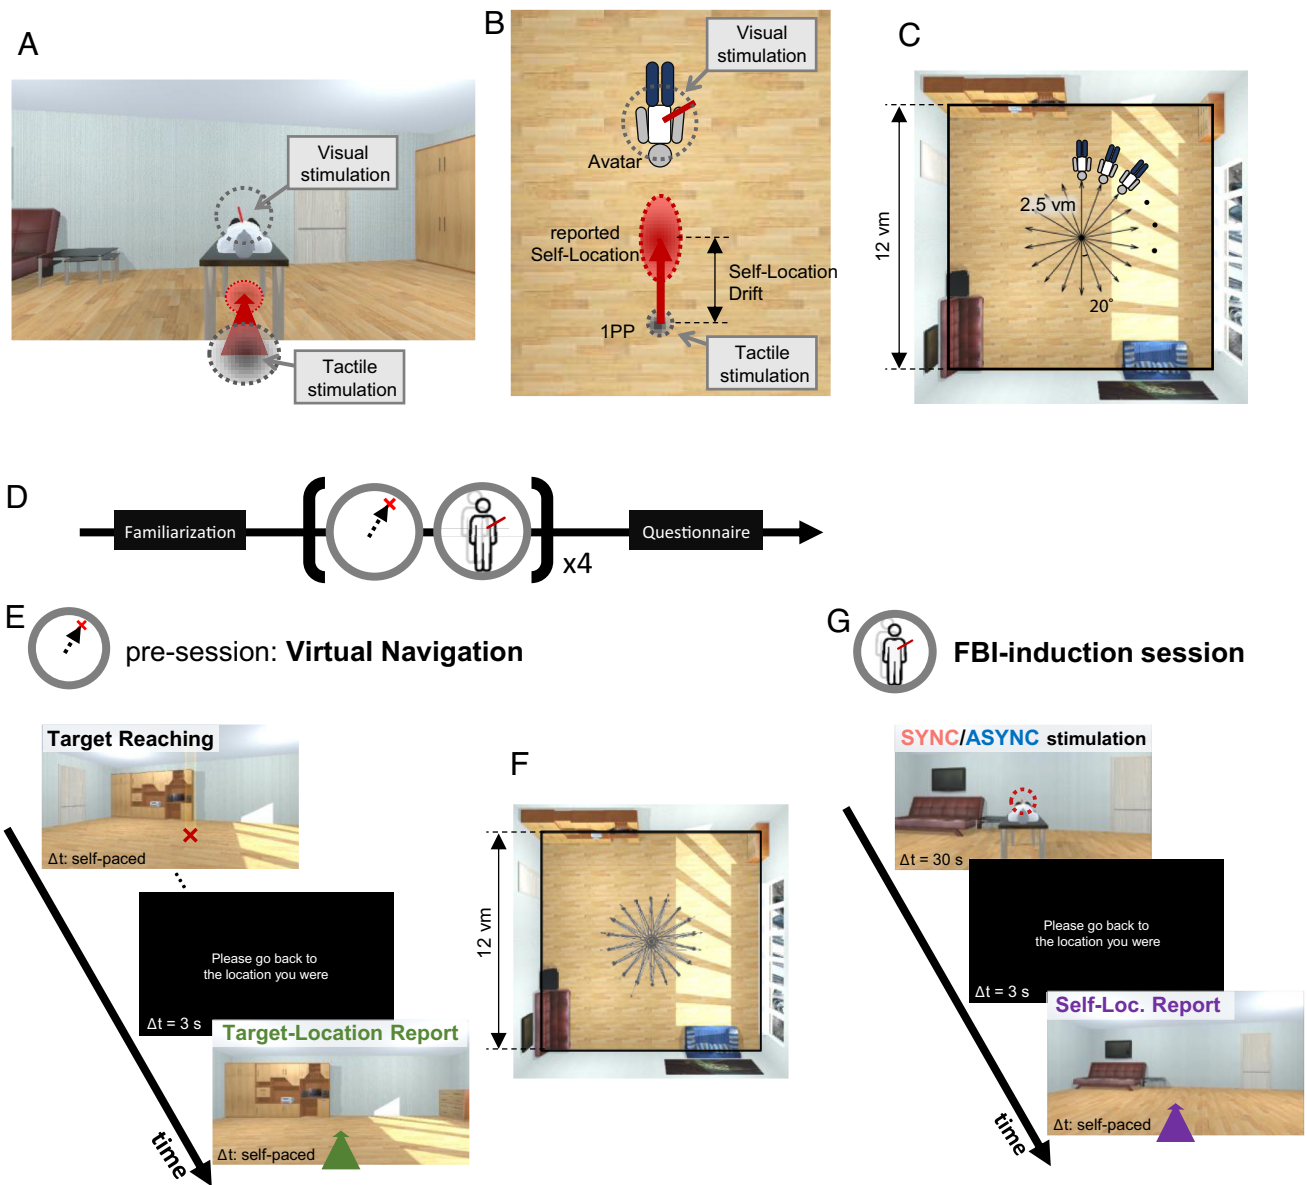 A
Visual
stimulation
Tactile
stimulation
B
Visual
stimulation
Avatar
reported
Self-Location
Self-Location
Drift
1PP
Tactile
stimulation
C
12 vm
2.5 vm
20°
D
Familiarization
x4
Questionnaire
E
pre-session: Virtual Navigation
Target Reaching
Δt: self-paced
Please go back to
the location you were
Δt = 3 s
Target-Location Report
Δt: self-paced
time
F
12 vm
G
FBI-induction session
SYNC/ASYNC stimulation
Δt = 30 s
Please go back to
the location you were
Δt = 3 s
Self-Loc. Report
Δt: self-paced
time